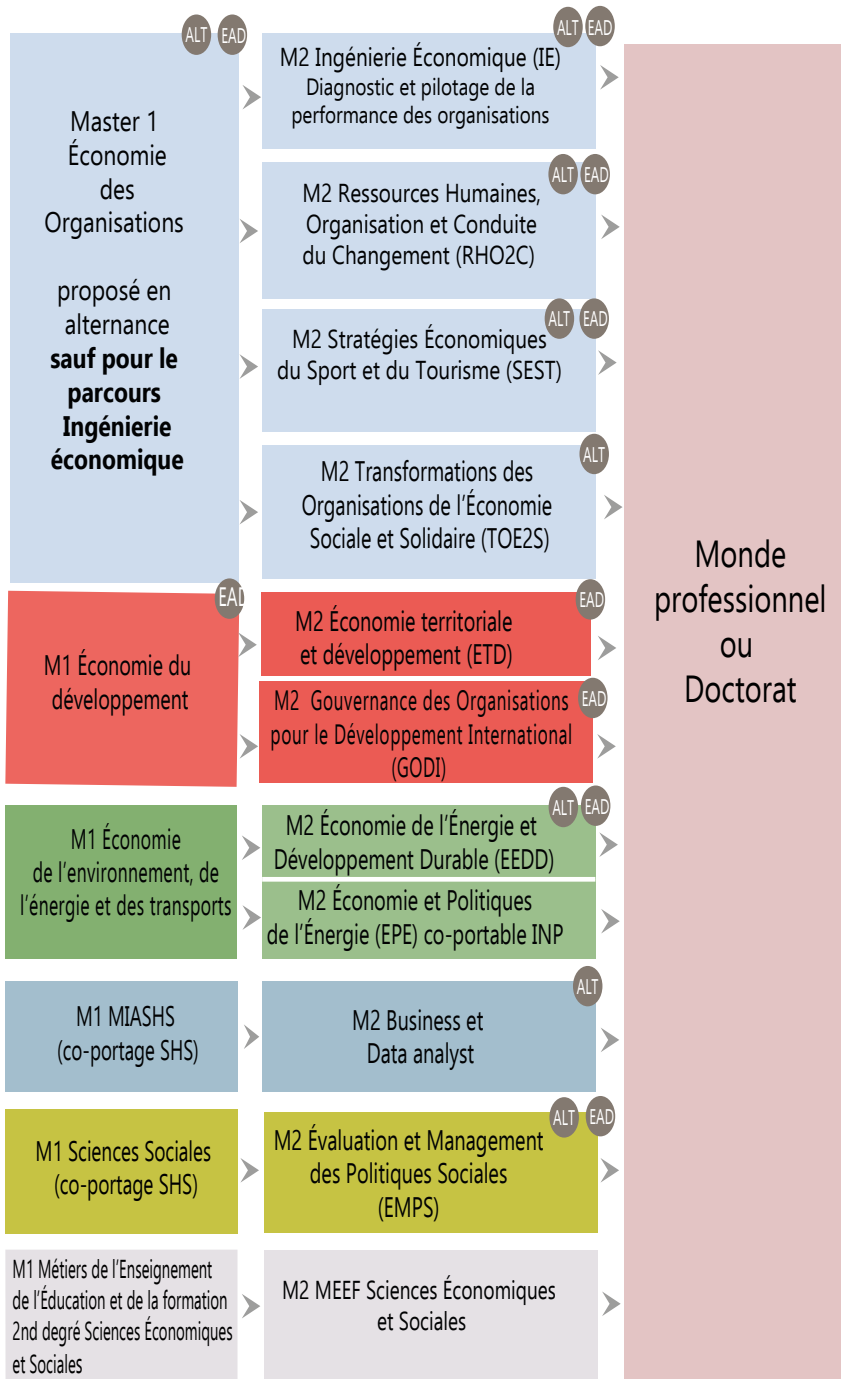 ALT EAD
Master 1
Économie
des
Organisations
proposé en
alternance
sauf pour le
parcours
Ingénierie
économique
ALT EAD
M2 Ingénierie Économique (IE)
Diagnostic et pilotage de la
performance des organisations
ALT EAD
M2 Ressources Humaines,
Organisation et Conduite
du Changement (RHO2C)
ALT EAD
M2 Stratégies Économiques
du Sport et du Tourisme (SEST)
ALT
M2 Transformations des
Organisations de l'Économie
Sociale et Solidaire (TOE2S)
EAD
M1 Économie du
développement
EAD
M2 Économie territoriale
et développement (ETD)
EAD
M2 Gouvernance des Organisations
pour le Développement International
(GODI)
M1 Économie
de l'environnement, de
l'énergie et des transports
ALT EAD
M2 Économie de l'Énergie et
Développement Durable (EEDD)
M2 Économie et Politiques
de l'Énergie (EPE) co-portable INP
M1 MIASHS
(co-portage SHS)
ALT
M2 Business et
Data analyst
M1 Sciences Sociales
(co-portage SHS)
ALT EAD
M2 Évaluation et Management
des Politiques Sociales
(EMPS)
M1 Métiers de l'Enseignement
de l'Éducation et de la formation
2nd degré Sciences Économiques
et Sociales
M2 MEEF Sciences Économiques
et Sociales
Monde
professionnel
ou
Doctorat